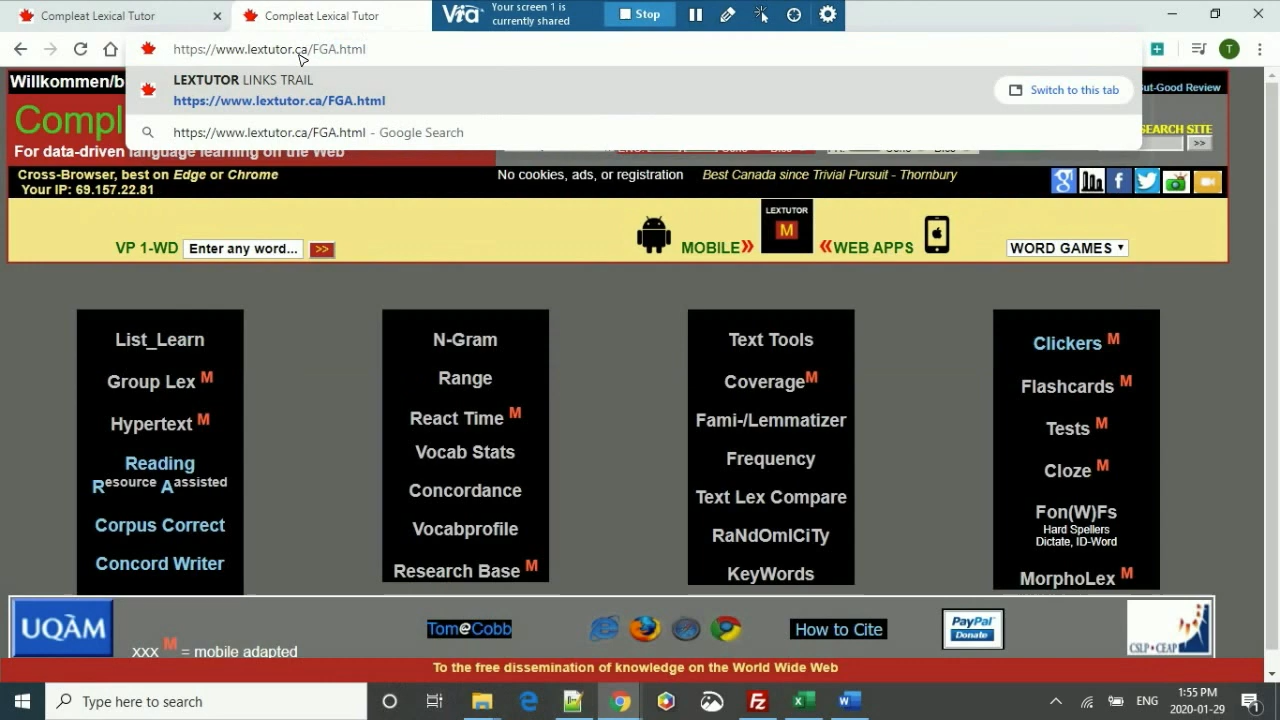 Compleat Lexical Tutor
Compleat Lexical Tutor
Via
Your screen 1 is
currently shared
Stop
https://www.lextutor.ca/FGA.html
LEXTUTOR LINKS TRAIL
https://www.lextutor.ca/FGA.html
Switch to this tab
https://www.lextutor.ca/FGA.html - Google Search
T
Willkommen/b
ut-Good Review
Compl
SEARCH SITE
>>
For data-driven language learning on the Web
Cross-Browser, best on Edge or Chrome
Your IP: 69.157.22.81
No cookies, ads, or registration
Best Canada since Trivial Pursuit - Thornbury
VP 1-WD
Enter any word...
>>
MOBILE»
LEXTUTOR
M
«WEB APPS
WORD GAMES
List_Learn
Group Lex M
Hypertext M
Reading
Resource Aassisted
Corpus Correct
Concord Writer
N-Gram
Range
React Time M
Vocab Stats
Concordance
Vocabprofile
Research Base M
Text Tools
Coverage M
Fami-/Lemmatizer
Frequency
Text Lex Compare
RaNdOmICiTy
KeyWords
Clickers M
Flashcards M
Tests M
Cloze M
Fon(W)Fs
Hard Spellers
Dictate, ID-Word
MorphoLex M
UQÀM
xxx M = mobile adapted
Tom@Cobb
How to Cite
PayPal
Donate
CSLP•CEAP
To the free dissemination of knowledge on the World Wide Web
Type here to search
ENG
1:55 PM
2020-01-29
1